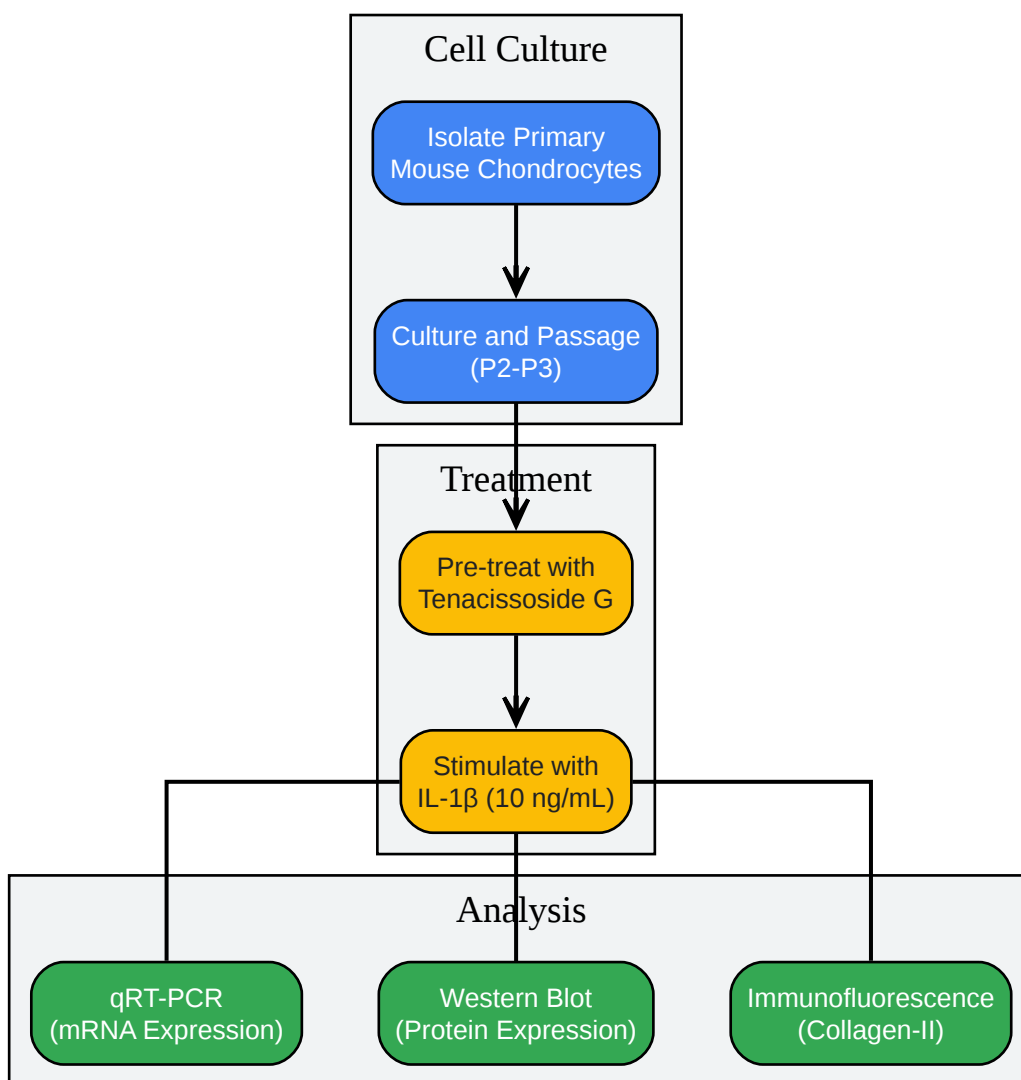 Cell Culture
Isolate Primary
Mouse Chondrocytes
Culture and Passage
(P2-P3)
Treatment
Pre-treat with
Tenacissoside G
Stimulate with
IL-1β (10 ng/mL)
Analysis
qRT-PCR
(mRNA Expression)
Western Blot
(Protein Expression)
Immunofluorescence
(Collagen-II)